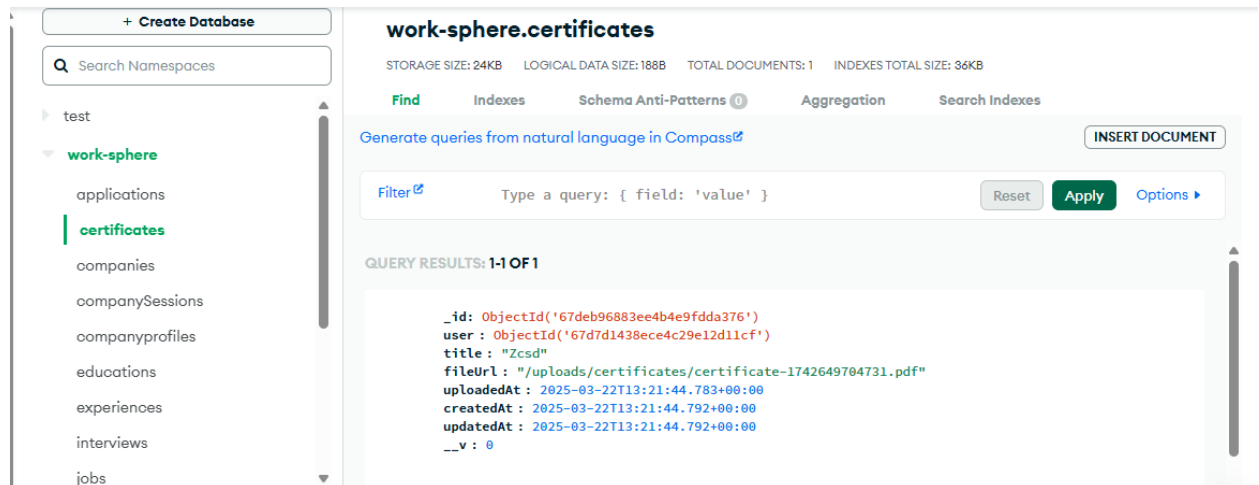 + Create Database
Search Namespaces
test
work-sphere
applications
certificates
companies
companySessions
companyprofiles
educations
experiences
interviews
jobs
work-sphere.certificates
STORAGE SIZE: 24KB LOGICAL DATA SIZE: 188B TOTAL DOCUMENTS: 1 INDEXES TOTAL SIZE: 36KB
Find Indexes Schema Anti-Patterns 0 Aggregation Search Indexes
Generate queries from natural language in Compass
INSERT DOCUMENT
Filter Type a query: { field: 'value' } Reset Apply Options
QUERY RESULTS: 1-1 OF 1
_id: ObjectId('67deb96883ee4b4e9fdda376')
user : ObjectId('67d7d1438ece4c29e12d11cf')
title : "Zcsd"
fileUrl : "/uploads/certificates/certificate-1742649704731.pdf"
uploadedAt : 2025-03-22T13:21:44.783+00:00
createdAt : 2025-03-22T13:21:44.792+00:00
updatedAt : 2025-03-22T13:21:44.792+00:00
__v : 0